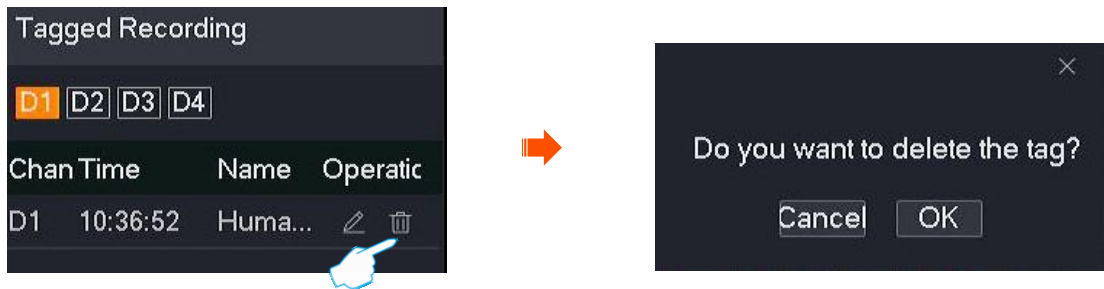 Tagged Recording
D1 D2 D3 D4
Chan Time Name Operatic
D1 10:36:52 Huma...
Do you want to delete the tag?
Cancel OK